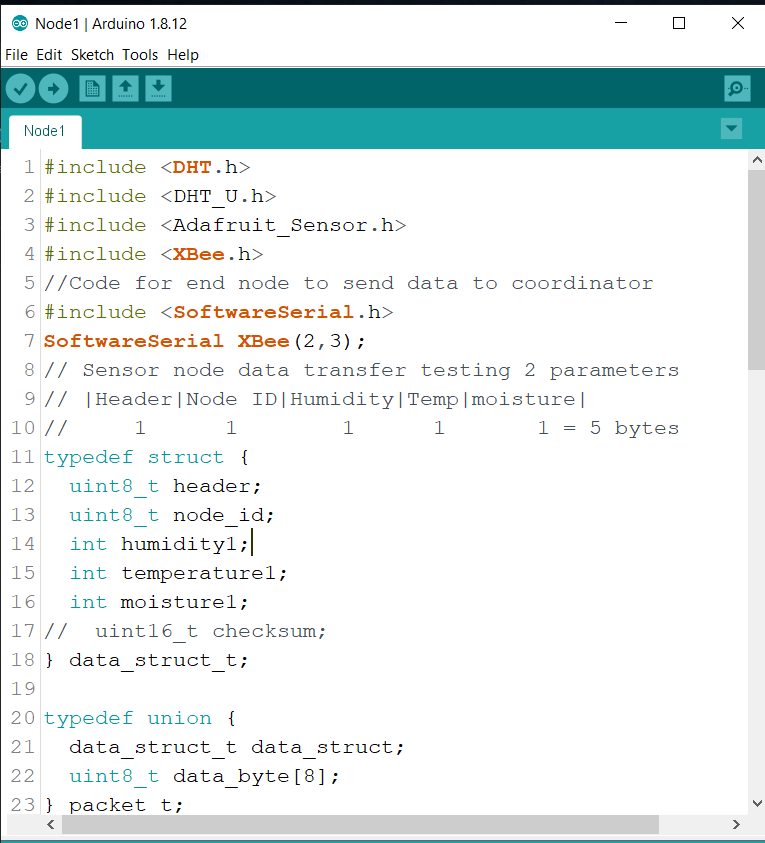 Node1 | Arduino 1.8.12
File Edit Sketch Tools Help
Node1
1 #include <DHT.h>
2 #include <DHT_U.h>
3 #include <Adafruit_Sensor.h>
4 #include <XBee.h>
5 //Code for end node to send data to coordinator
6 #include <SoftwareSerial.h>
7 SoftwareSerial XBee(2,3);
8 // Sensor node data transfer testing 2 parameters
9 // |Header|Node ID|Humidity|Temp|moisture|
10 //     1      1        1      1       1 = 5 bytes
11 typedef struct {
12   uint8_t header;
13   uint8_t node_id;
14   int humidity1;
15   int temperature1;
16   int moisture1;
17 //  uint16_t checksum;
18 } data_struct_t;
19
20 typedef union {
21   data_struct_t data_struct;
22   uint8_t data_byte[8];
23 } packet_t;